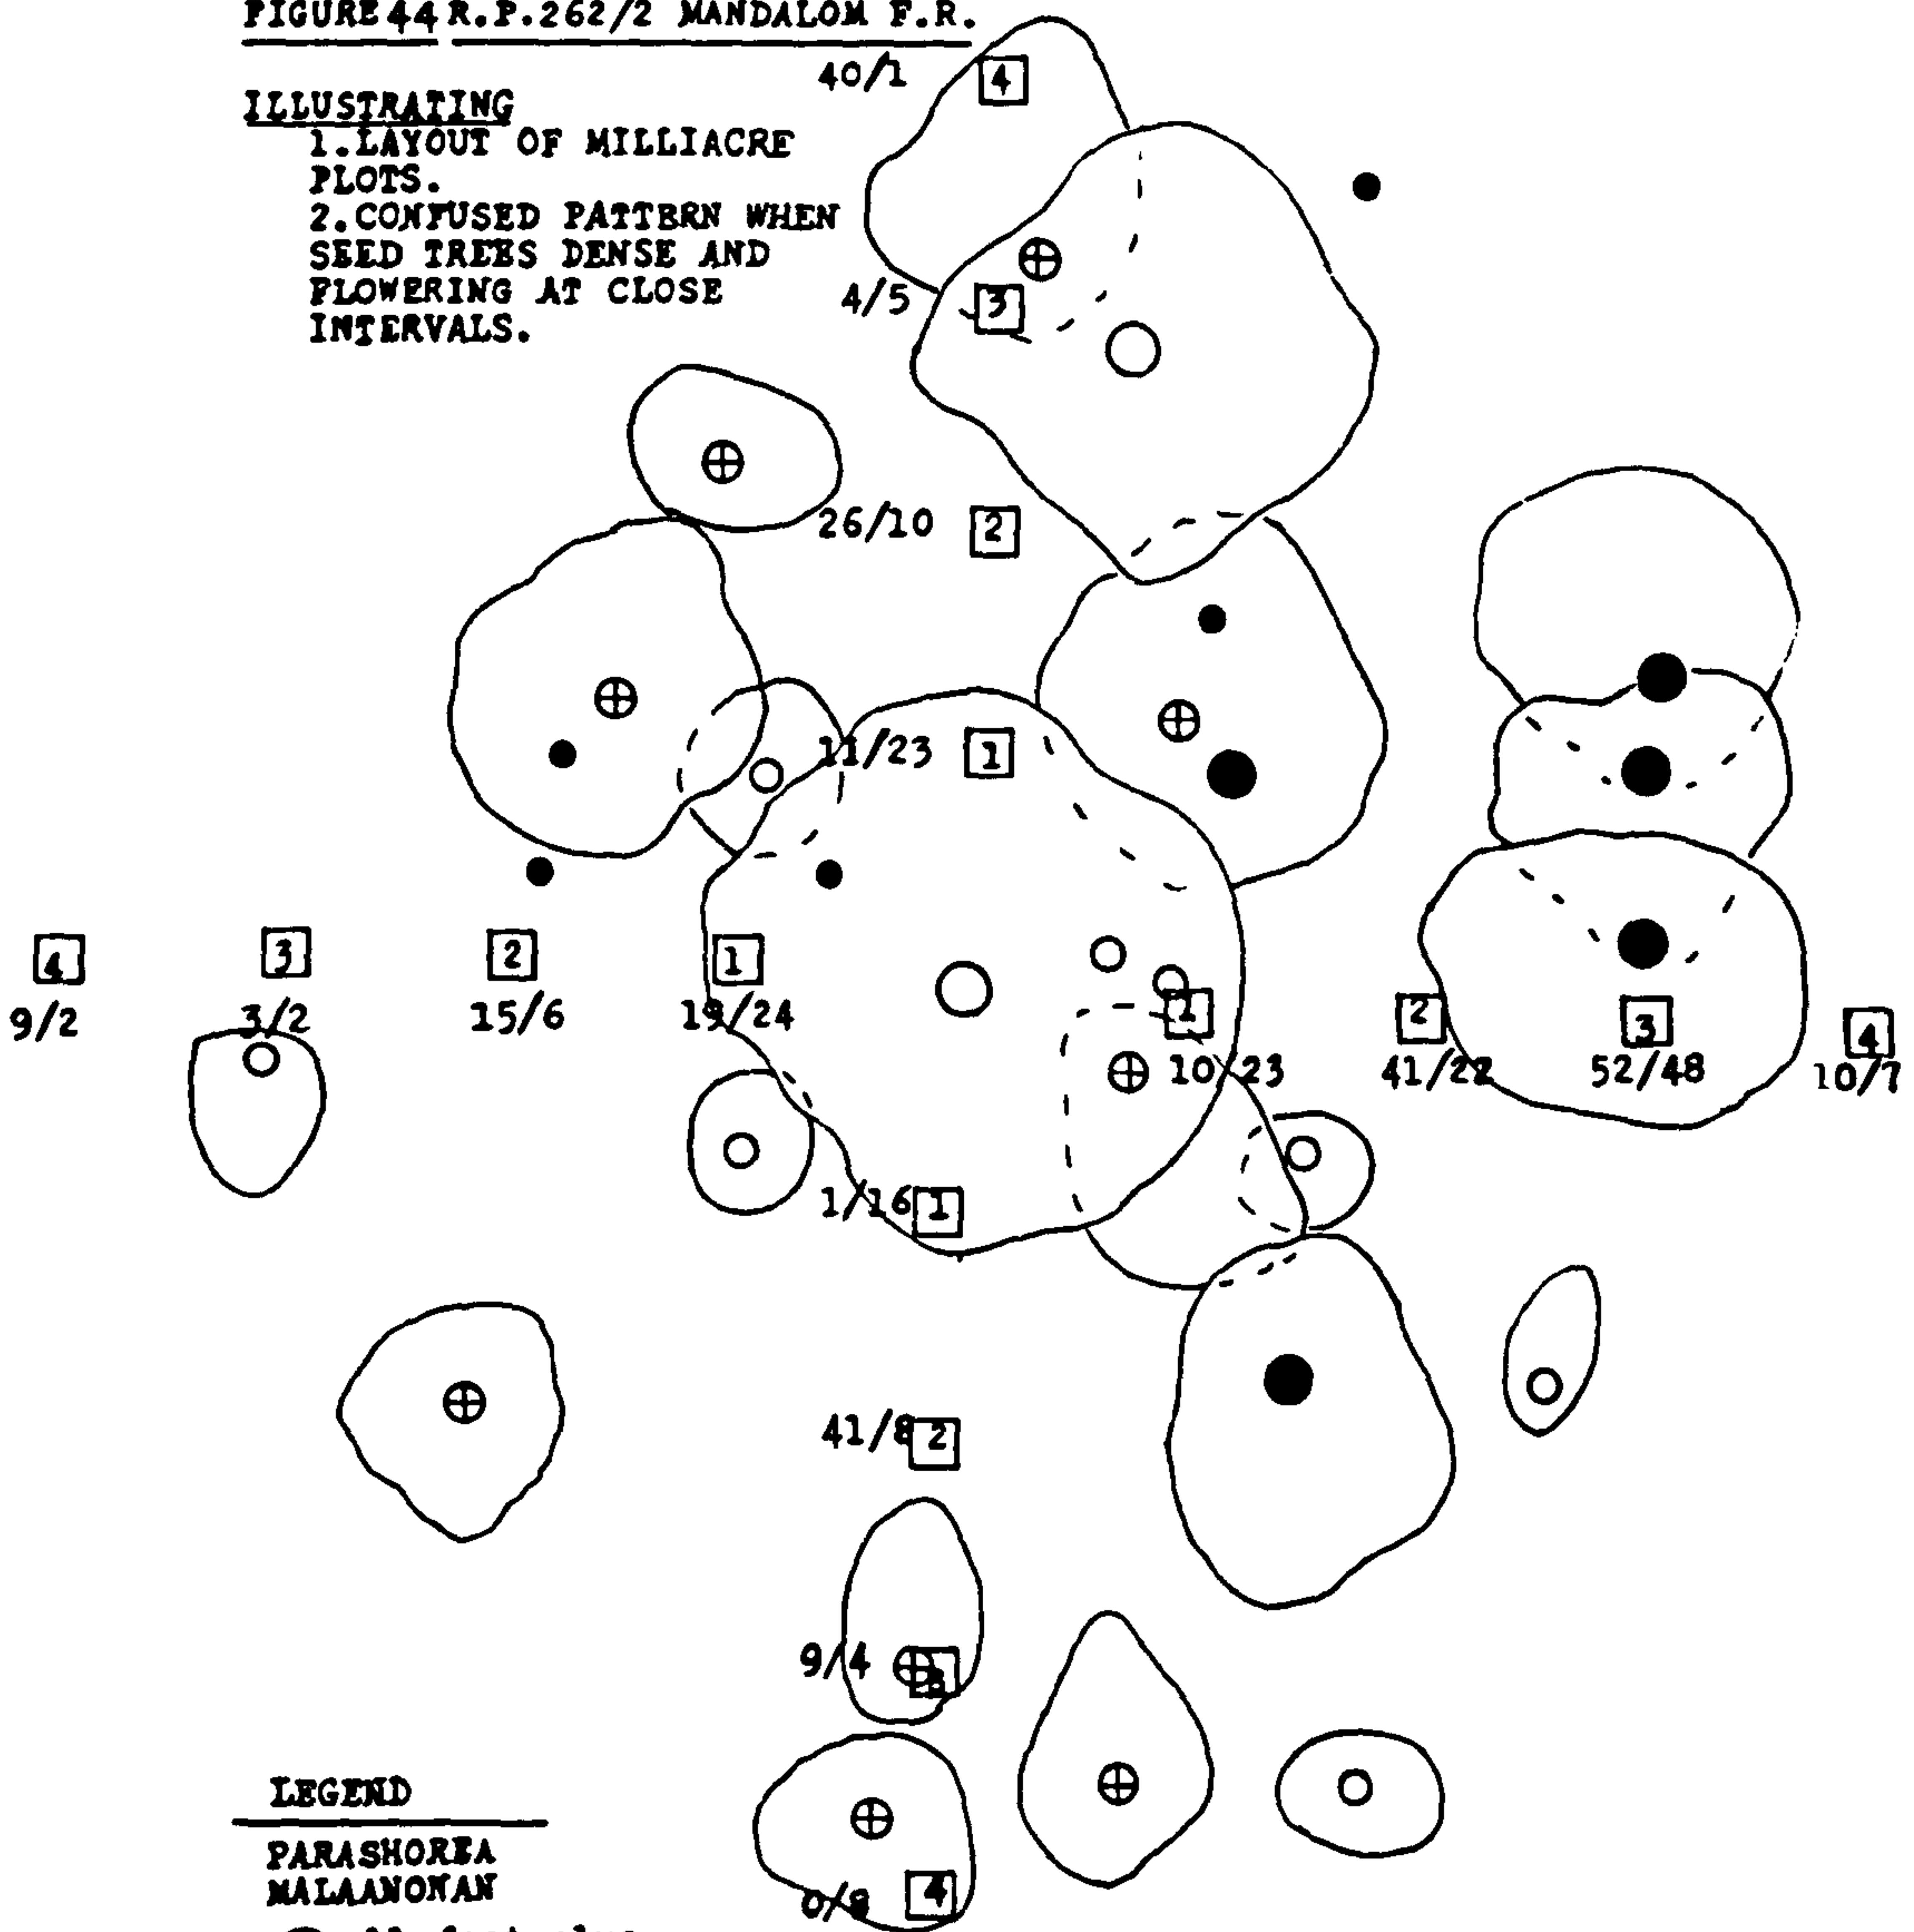 FIGURE 44 R.P.262/2 MANDALOM F.R.
ILLUSTRATING
1.LAYOUT OF MILLIACRE
PLOTS.
2.CONFUSED PATTERN WHEN
SEED TREES DENSE AND
FLOWERING AT CLOSE
INTERVALS.
40/1 4
4/5 3
26/10 2
11/23 1
4 3 2 1
9/2 3/2 15/6 19/24
1 2 3 4
10/23 41/22 52/48 10/7
1/16 1
41/8 2
9/4
4
LEGEND
PARASHOREA
MALAANONAN